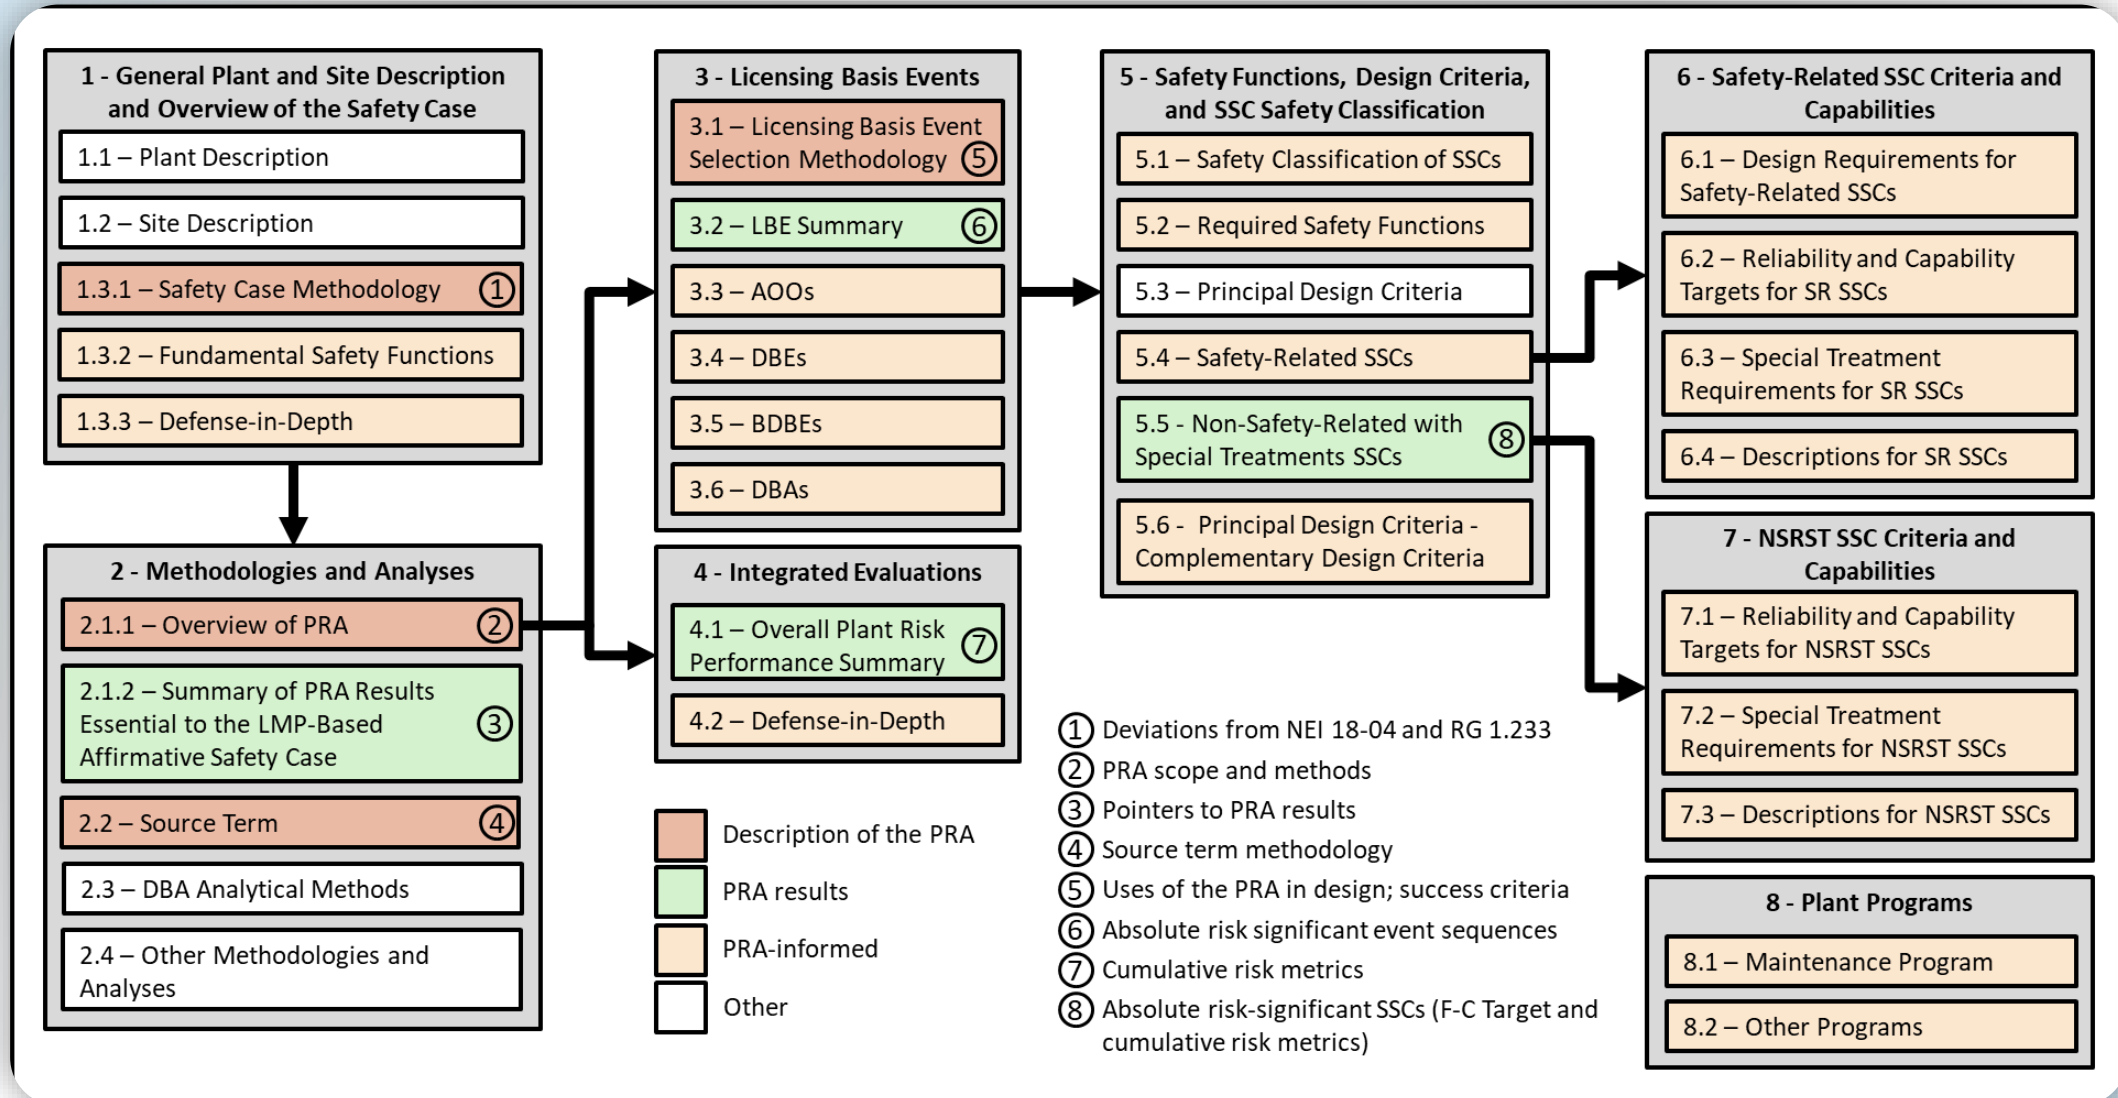 1 - General Plant and Site Description
and Overview of the Safety Case
1.1 – Plant Description
1.2 – Site Description
1.3.1 – Safety Case Methodology ①
1.3.2 – Fundamental Safety Functions
1.3.3 – Defense-in-Depth
2 - Methodologies and Analyses
2.1.1 – Overview of PRA ②
2.1.2 – Summary of PRA Results
Essential to the LMP-Based
Affirmative Safety Case ③
2.2 – Source Term ④
2.3 – DBA Analytical Methods
2.4 – Other Methodologies and
Analyses
3 - Licensing Basis Events
3.1 – Licensing Basis Event
Selection Methodology ⑤
3.2 – LBE Summary ⑥
3.3 – AOOs
3.4 – DBEs
3.5 – BDBEs
3.6 – DBAs
4 - Integrated Evaluations
4.1 – Overall Plant Risk
Performance Summary ⑦
4.2 – Defense-in-Depth
Description of the PRA
PRA results
PRA-informed
Other
5 - Safety Functions, Design Criteria,
and SSC Safety Classification
5.1 – Safety Classification of SSCs
5.2 – Required Safety Functions
5.3 – Principal Design Criteria
5.4 – Safety-Related SSCs
5.5 - Non-Safety-Related with
Special Treatments SSCs ⑧
5.6 - Principal Design Criteria -
Complementary Design Criteria
① Deviations from NEI 18-04 and RG 1.233
② PRA scope and methods
③ Pointers to PRA results
④ Source term methodology
⑤ Uses of the PRA in design; success criteria
⑥ Absolute risk significant event sequences
⑦ Cumulative risk metrics
⑧ Absolute risk-significant SSCs (F-C Target and
cumulative risk metrics)
6 - Safety-Related SSC Criteria and
Capabilities
6.1 – Design Requirements for
Safety-Related SSCs
6.2 – Reliability and Capability
Targets for SR SSCs
6.3 – Special Treatment
Requirements for SR SSCs
6.4 – Descriptions for SR SSCs
7 - NSRST SSC Criteria and
Capabilities
7.1 – Reliability and Capability
Targets for NSRST SSCs
7.2 – Special Treatment
Requirements for NSRST SSCs
7.3 – Descriptions for NSRST SSCs
8 - Plant Programs
8.1 – Maintenance Program
8.2 – Other Programs